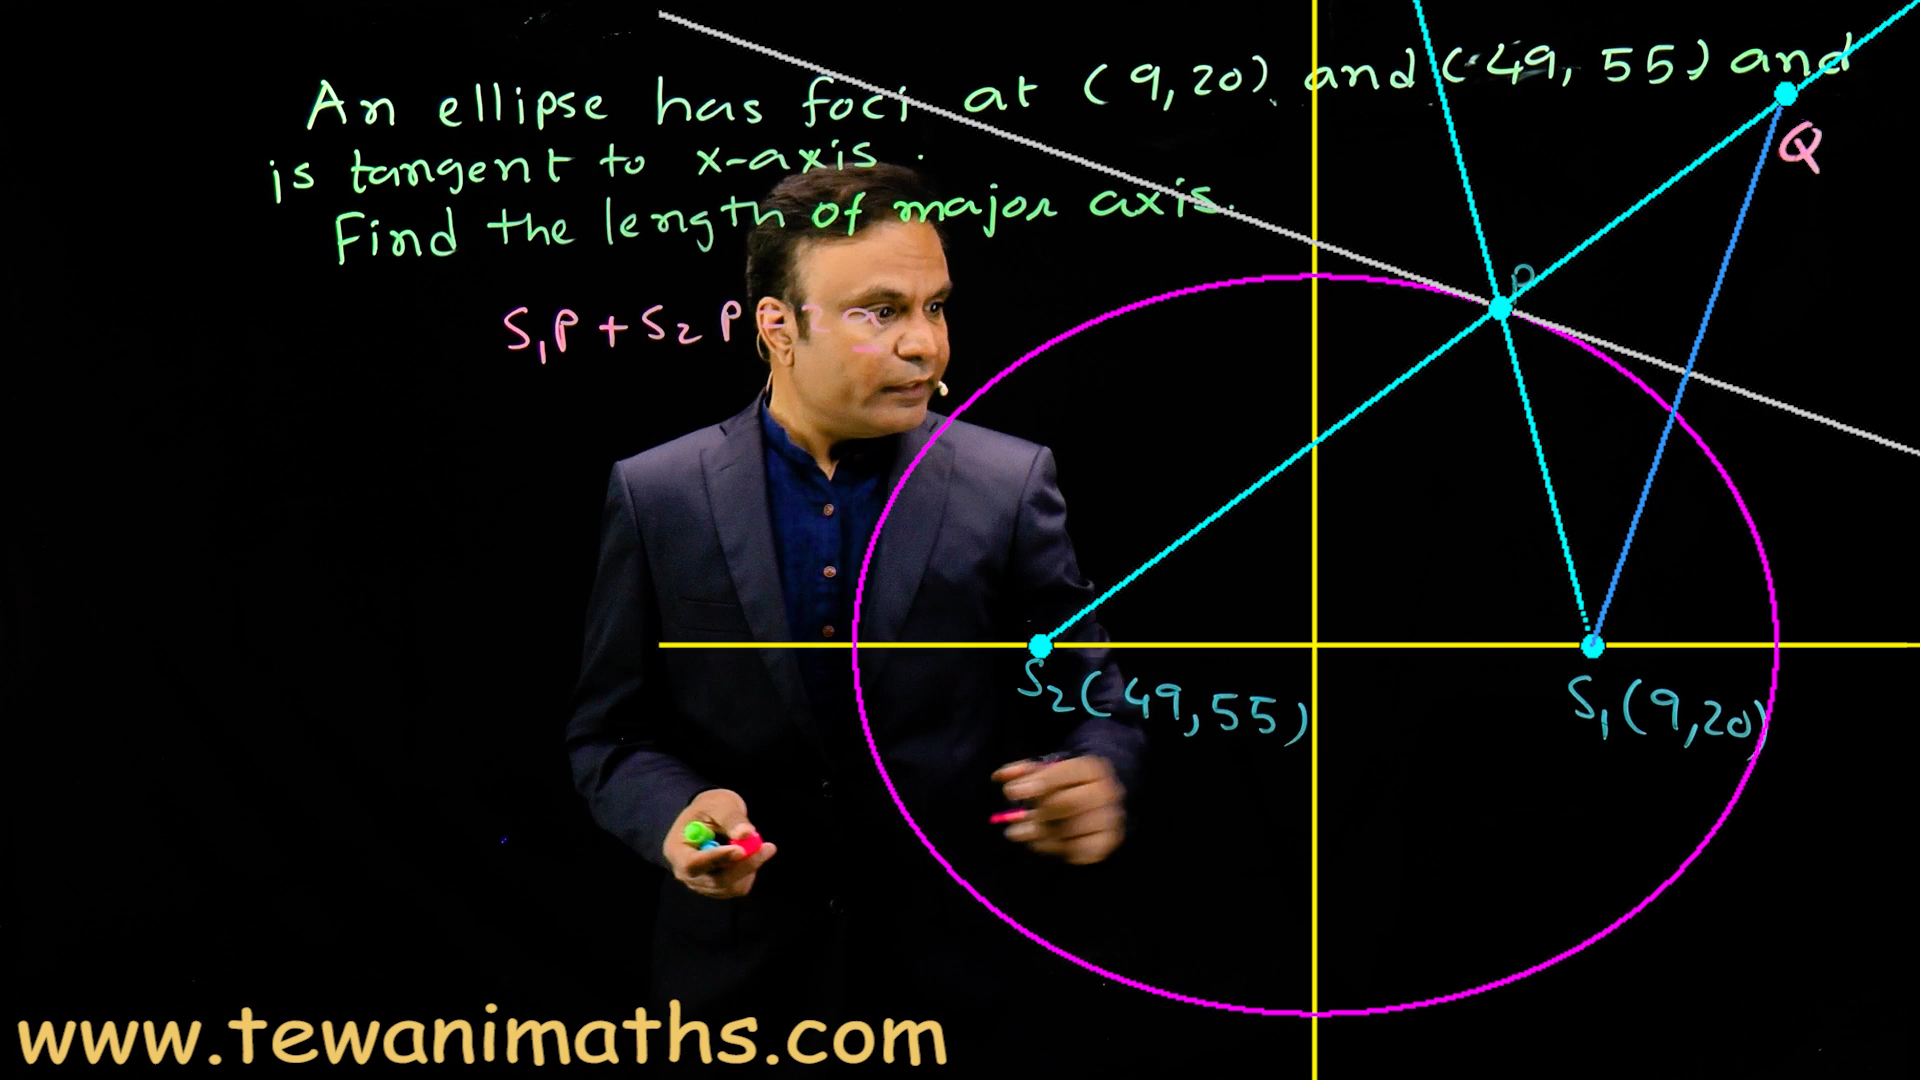 An ellipse has foci at (9,20) and (49, 55) and
is tangent to x-axis.
Find the length of major axis.
S₁P + S₂P = 2a
P
Q
S₂(49,55)
S₁(9,20)
www.tewanimaths.com